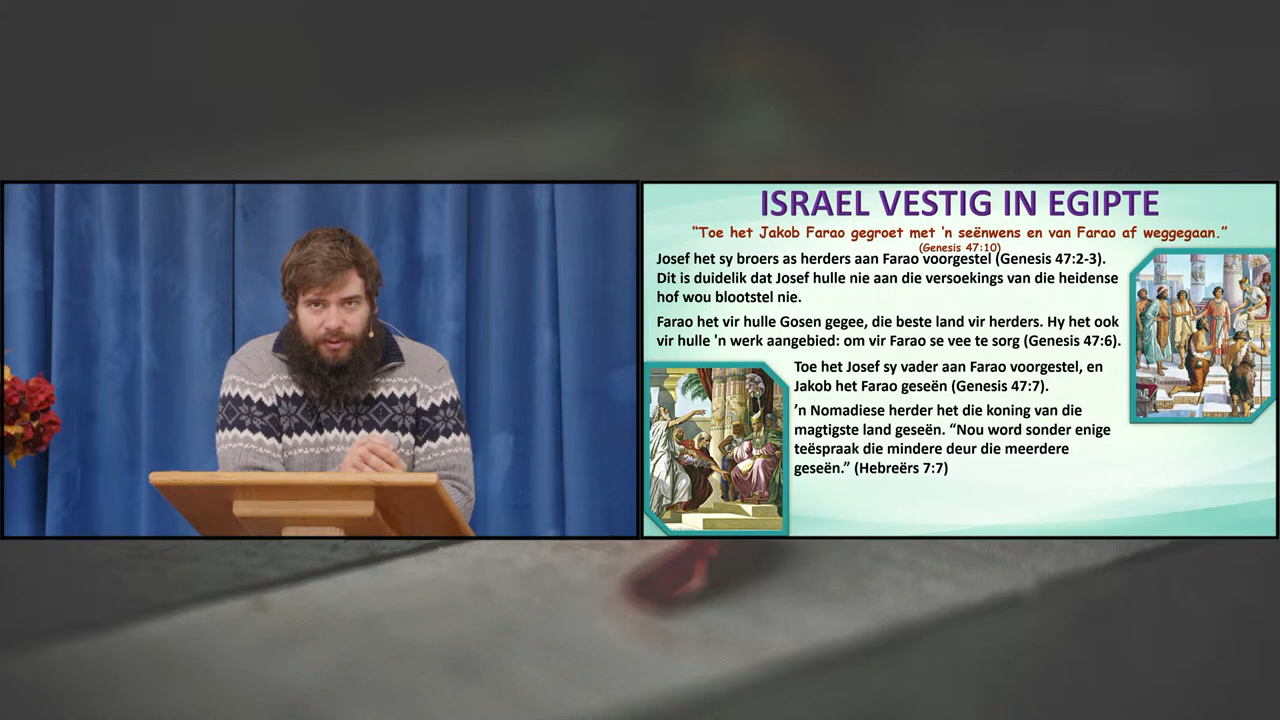 ISRAEL VESTIG IN EGIPTE
“Toe het Jakob Farao gegroet met ‘n seënwens en van Farao af weggegaan.”
(Genesis 47:10)
Josef het sy broers as herders aan Farao voorgestel (Genesis 47:2-3).
Dit is duidelik dat Josef hulle nie aan die versoekings van die heidense
hof wou blootstel nie.
Farao het vir hulle Gosen gegee, die beste land vir herders. Hy het ook
vir hulle 'n werk aangebied: om vir Farao se vee te sorg (Genesis 47:6).
Toe het Josef sy vader aan Farao voorgestel, en
Jakob het Farao geseën (Genesis 47:7).
’n Nomadiese herder het die koning van die
magtigste land geseën. “Nou word sonder enige
teëspraak die mindere deur die meerdere
geseën.” (Hebreërs 7:7)